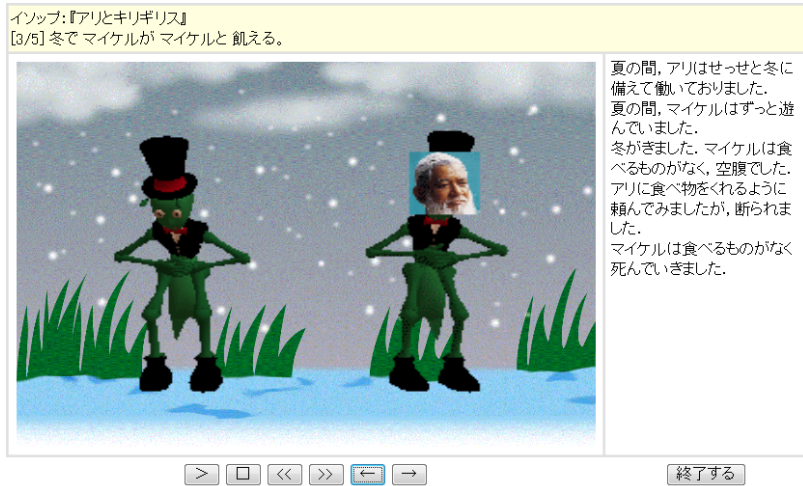 イソップ:『アリとキリギリス』
[3/5] 冬で マイケルが マイケルと 飢える。
夏の間, アリはせっせと冬に
備えて働いておりました.
夏の間, マイケルはずっと遊
んでいました.
冬がきました. マイケルは食
べるものがなく, 空腹でした.
アリに食べ物をくれるように
頼んでみましたが, 断られま
した.
マイケルは食べるものがなく
死んでいきました.
> □ << >> ← →
終了する